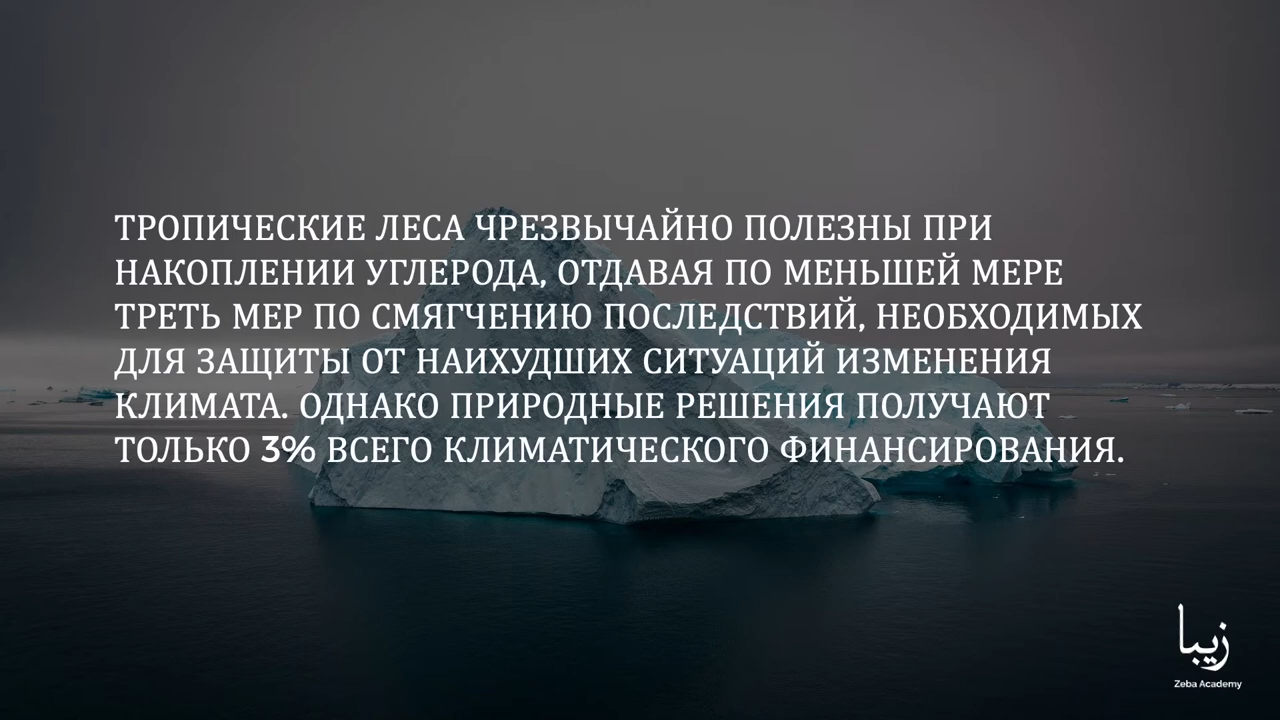 ТРОПИЧЕСКИЕ ЛЕСА ЧРЕЗВЫЧАЙНО ПОЛЕЗНЫ ПРИ
НАКОПЛЕНИИ УГЛЕРОДА, ОТДАВАЯ ПО МЕНЬШЕЙ МЕРЕ
ТРЕТЬ МЕР ПО СМЯГЧЕНИЮ ПОСЛЕДСТВИЙ, НЕОБХОДИМЫХ
ДЛЯ ЗАЩИТЫ ОТ НАИХУДШИХ СИТУАЦИЙ ИЗМЕНЕНИЯ
КЛИМАТА. ОДНАКО ПРИРОДНЫЕ РЕШЕНИЯ ПОЛУЧАЮТ
ТОЛЬКО 3% ВСЕГО КЛИМАТИЧЕСКОГО ФИНАНСИРОВАНИЯ.
زيبا
Zeba Academy